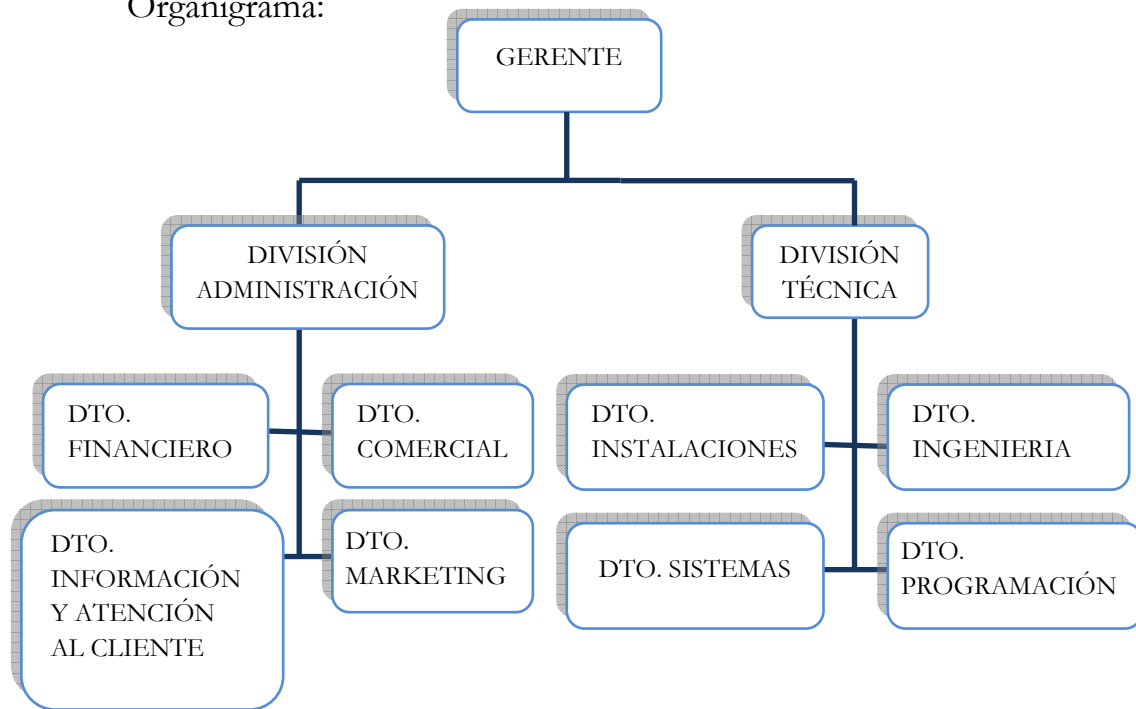 Organigrama:
GERENTE
DIVISIÓN
ADMINISTRACIÓN
DIVISIÓN
TÉCNICA
DTO.
FINANCIERO
DTO.
COMERCIAL
DTO.
INSTALACIONES
DTO.
INGENIERIA
DTO.
INFORMACIÓN
Y ATENCIÓN
AL CLIENTE
DTO.
MARKETING
DTO. SISTEMAS
DTO.
PROGRAMACIÓN